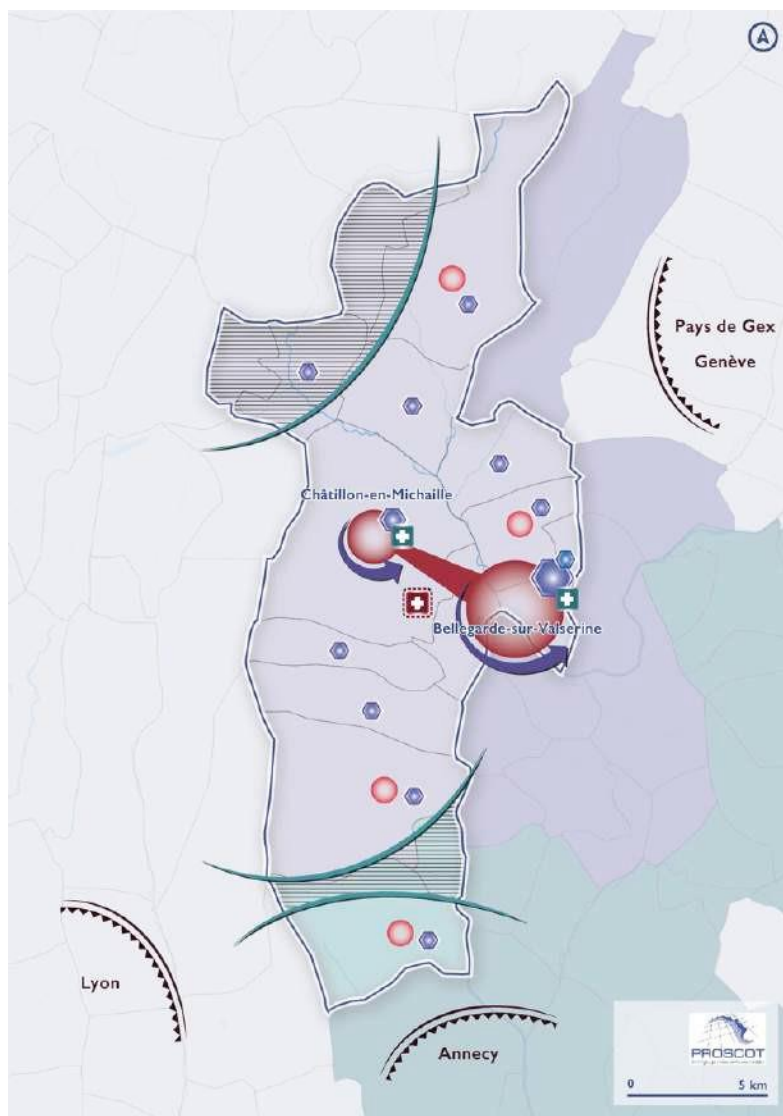 Pays de Gex
Genève
Châtillon-en-Michaille
Bellegarde-sur-Valserine
Lyon
Annecy
PROSCOT
0 5 km